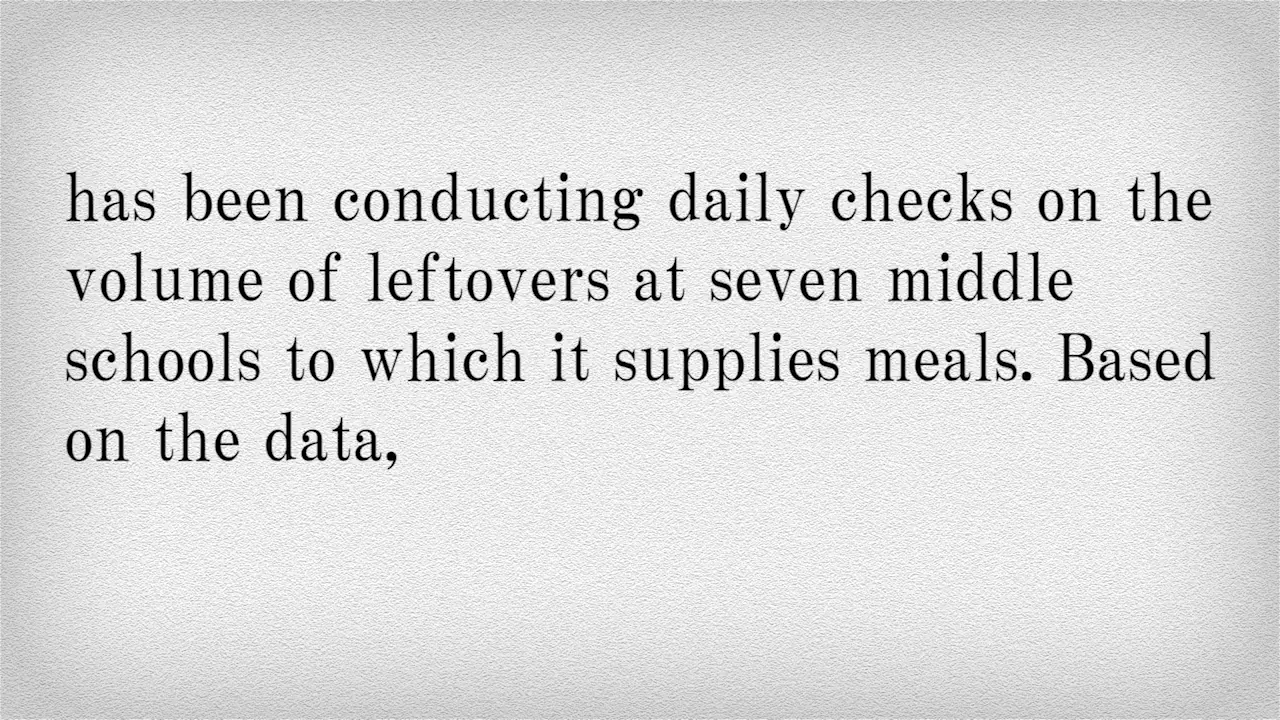 has been conducting daily checks on the
volume of leftovers at seven middle
schools to which it supplies meals. Based
on the data,